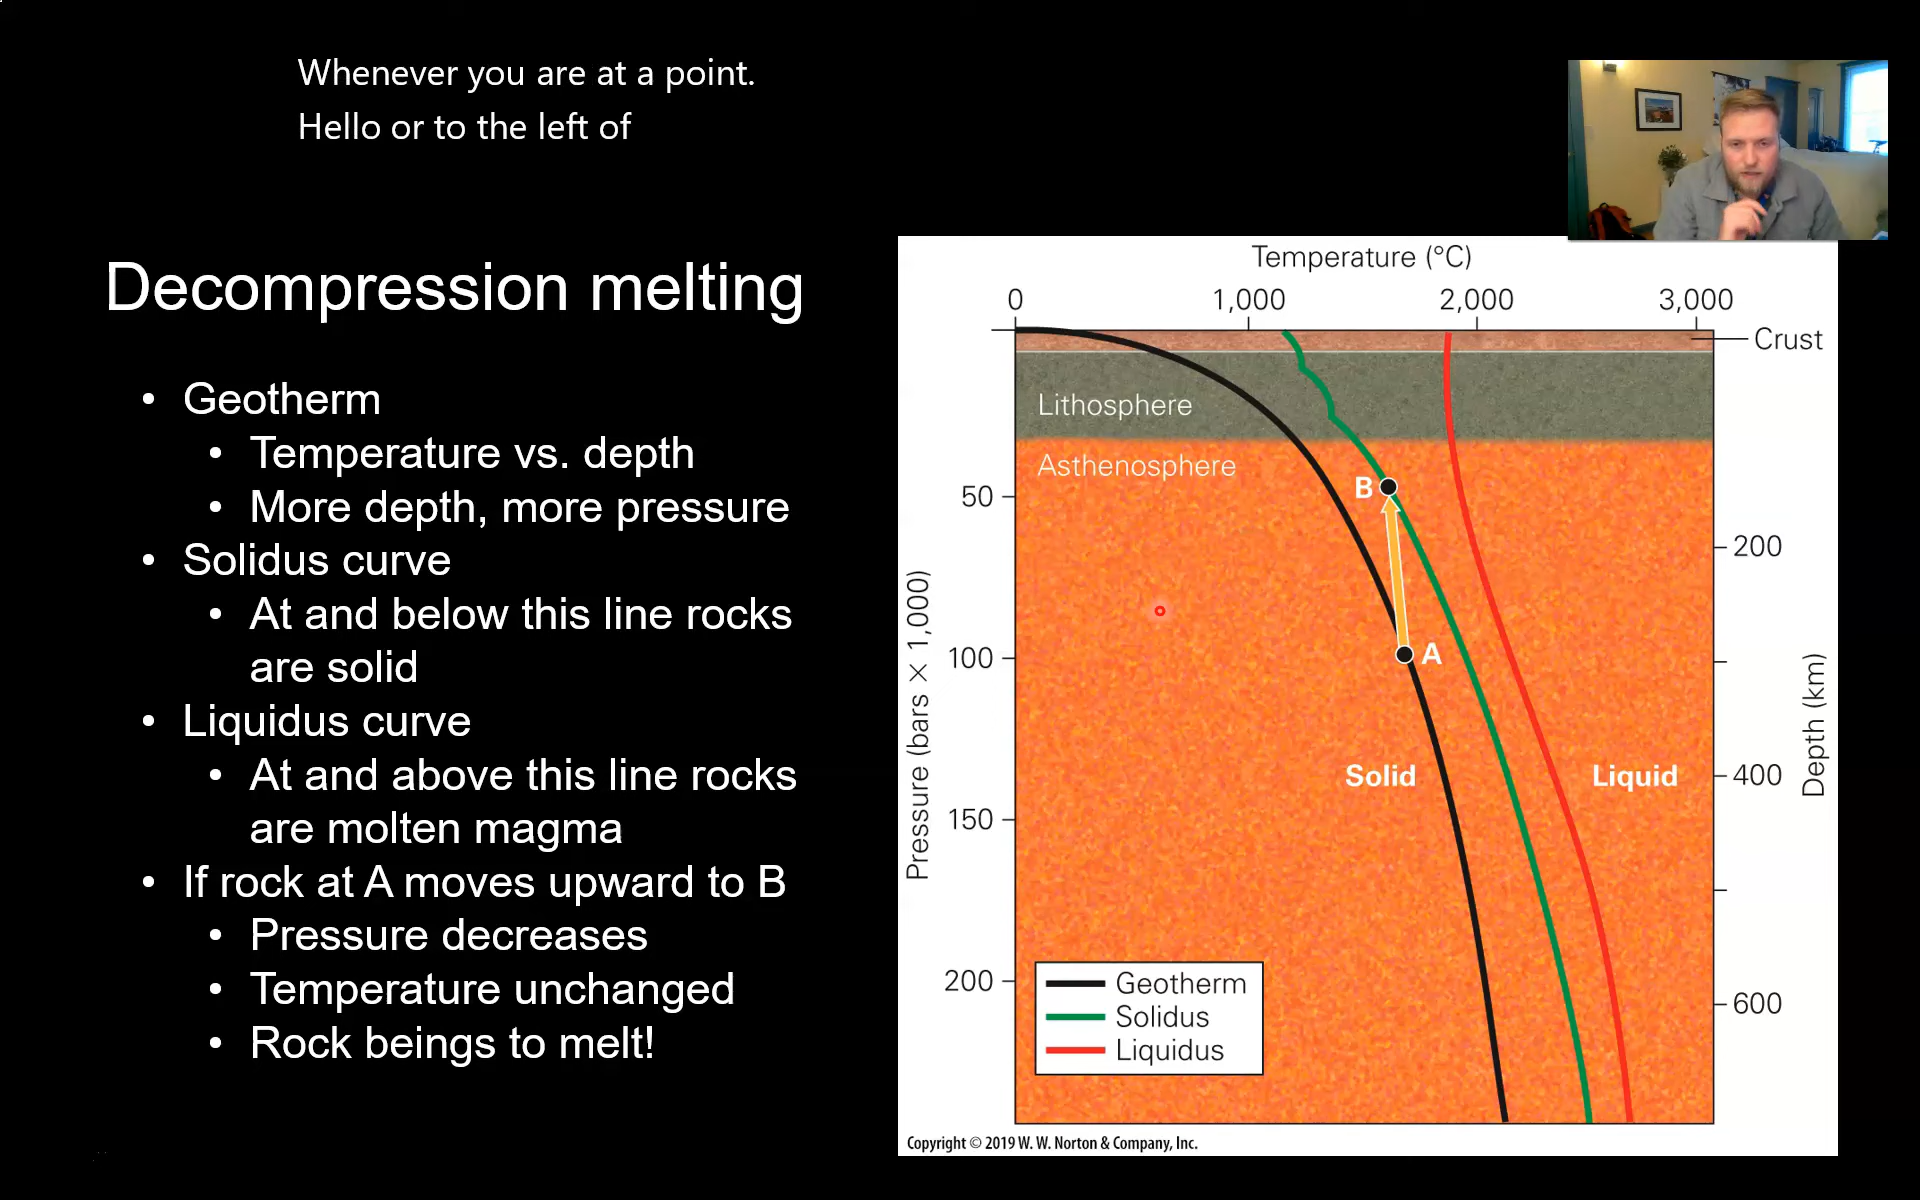 Whenever you are at a point.
Hello or to the left of
Decompression melting
• Geotherm
• Temperature vs. depth
• More depth, more pressure
• Solidus curve
• At and below this line rocks
are solid
• Liquidus curve
• At and above this line rocks
are molten magma
• If rock at A moves upward to B
• Pressure decreases
• Temperature unchanged
• Rock beings to melt!
Temperature (°C)
0 1,000 2,000 3,000
Crust
Lithosphere
Asthenosphere
B
A
Solid
Liquid
Pressure (bars × 1,000)
50
100
150
200
Depth (km)
200
400
600
Geotherm
Solidus
Liquidus
Copyright © 2019 W. W. Norton & Company, Inc.